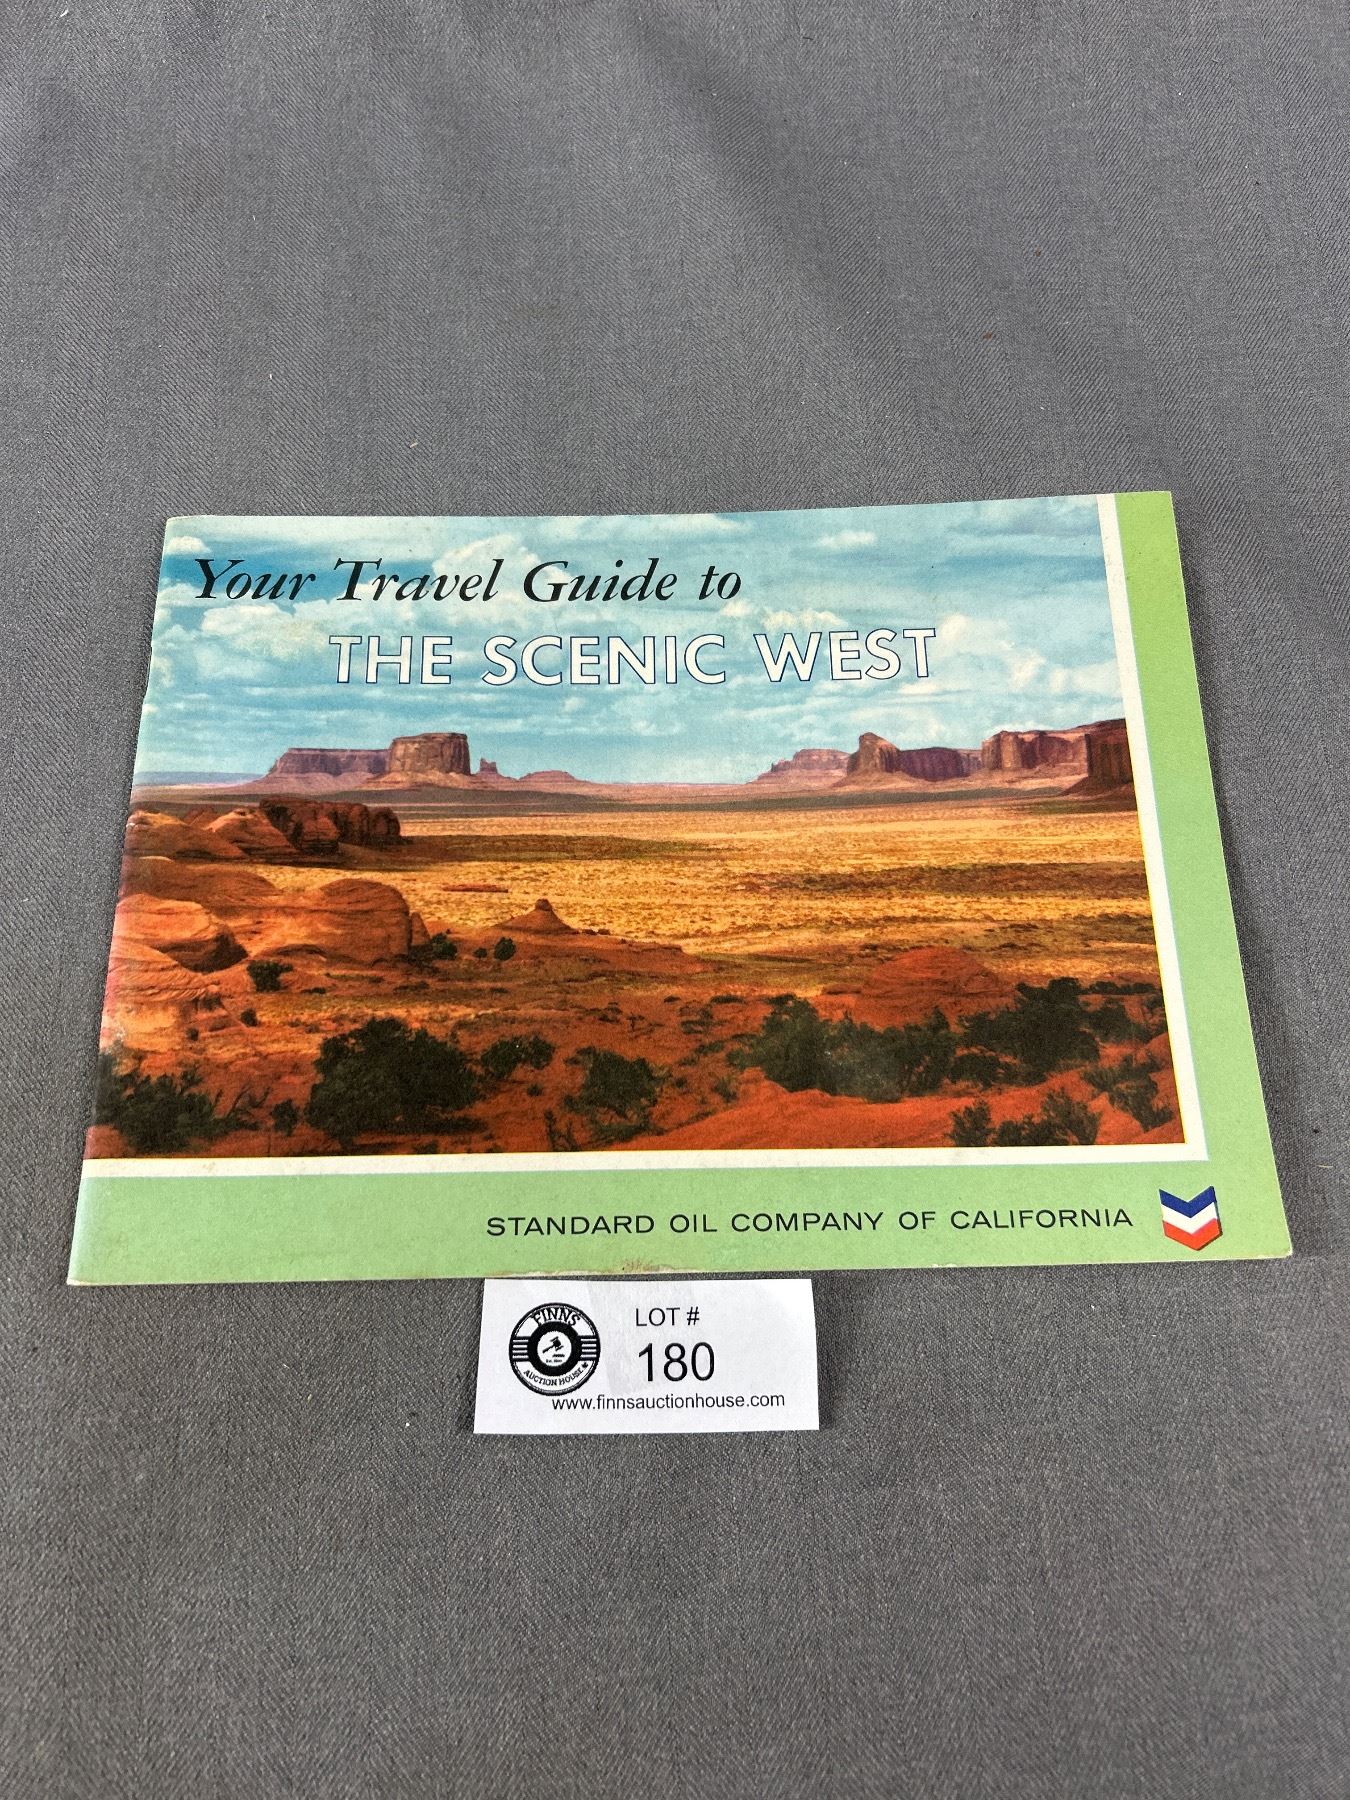 Your Travel Guide to
THE SCENIC WEST
STANDARD OIL COMPANY OF CALIFORNIA
FINNS
AUCTION HOUSE
LOT #
180
www.finnsauctionhouse.com